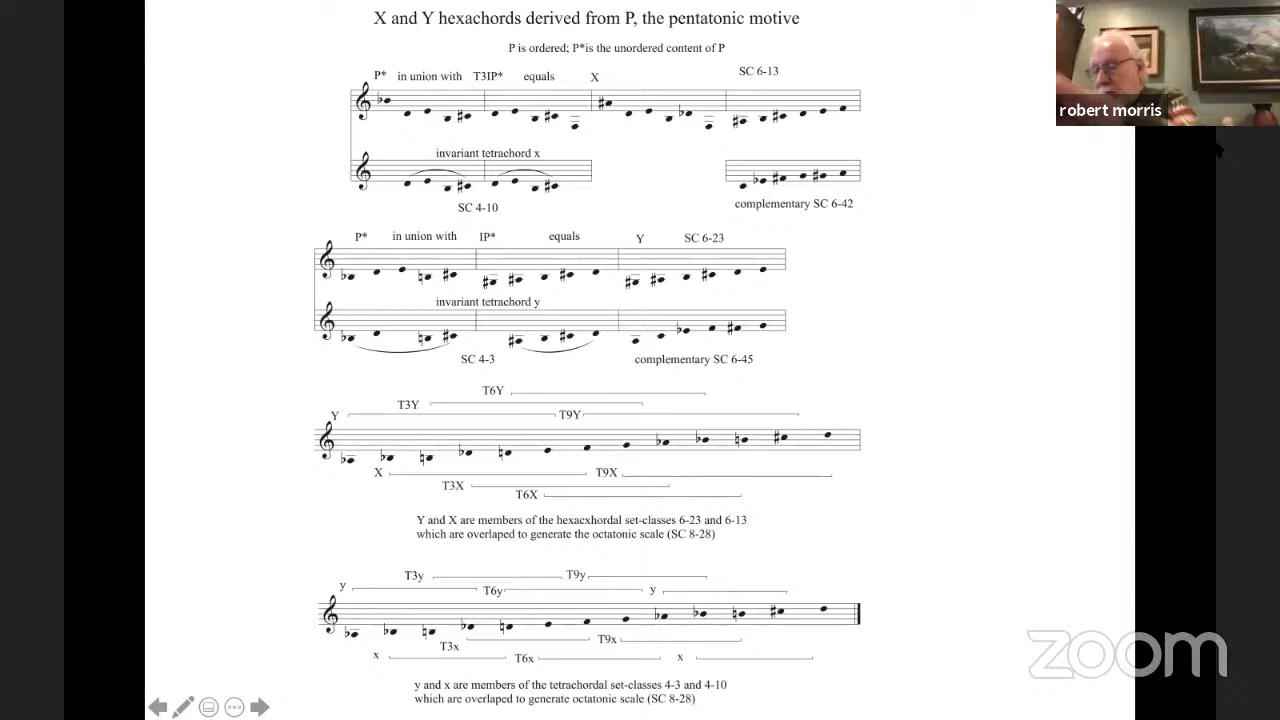 X and Y hexachords derived from P, the pentatonic motive
P is ordered; P*is the unordered content of P
P* in union with T3IP* equals X SC 6-13
invariant tetrachord x
SC 4-10 complementary SC 6-42
P* in union with IP* equals Y SC 6-23
invariant tetrachord y
SC 4-3 complementary SC 6-45
T6Y
T3Y
Y T9Y
X T9X
T3X
T6X
Y and X are members of the hexacxhordal set-classes 6-23 and 6-13
which are overlaped to generate the octatonic scale (SC 8-28)
T3y T9y
y T6y y
T3x T9x
x T6x x
y and x are members of the tetrachordal set-classes 4-3 and 4-10
which are overlaped to generate octatonic scale (SC 8-28)
robert morris
zoom